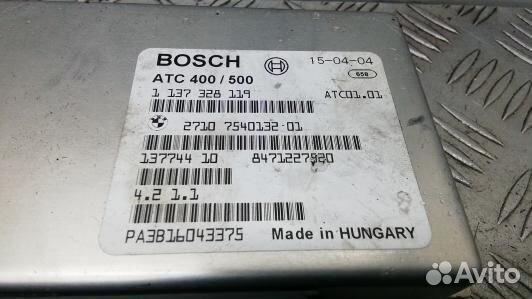 BOSCH 15-04-04
ATC 400 / 500 658
1 137 328 119 ATC01.01
2710 7540132-01
137744 10 8471227920
4.2 1.1
PA3B16043375 Made in HUNGARY
Avito